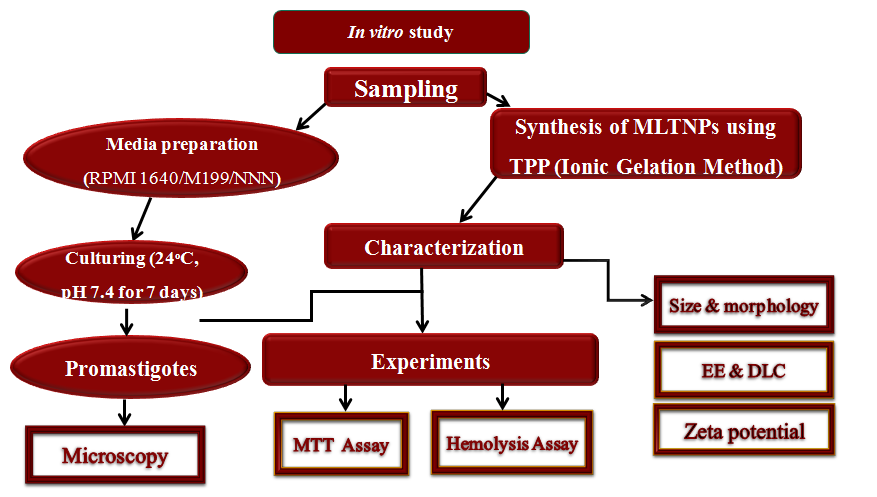 In vitro study
Sampling
Media preparation
(RPMI 1640/M199/NNN)
Synthesis of MLTNPs using
TPP (Ionic Gelation Method)
Culturing (24°C,
pH 7.4 for 7 days)
Characterization
Size & morphology
Promastigotes
Experiments
EE & DLC
Microscopy
MTT Assay
Hemolysis Assay
Zeta potential